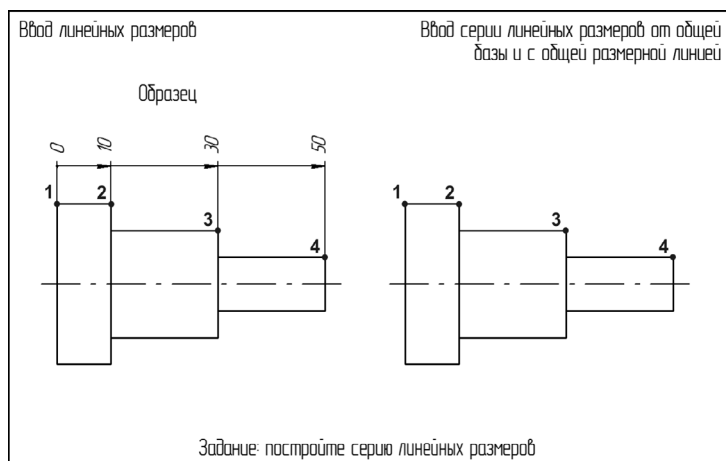 Ввод линейных размеров
Ввод серии линейных размеров от общей
базы и с общей размерной линией
Образец
0 10 30 50
1 2 3 4
1 2 3 4
Задание: постройте серию линейных размеров